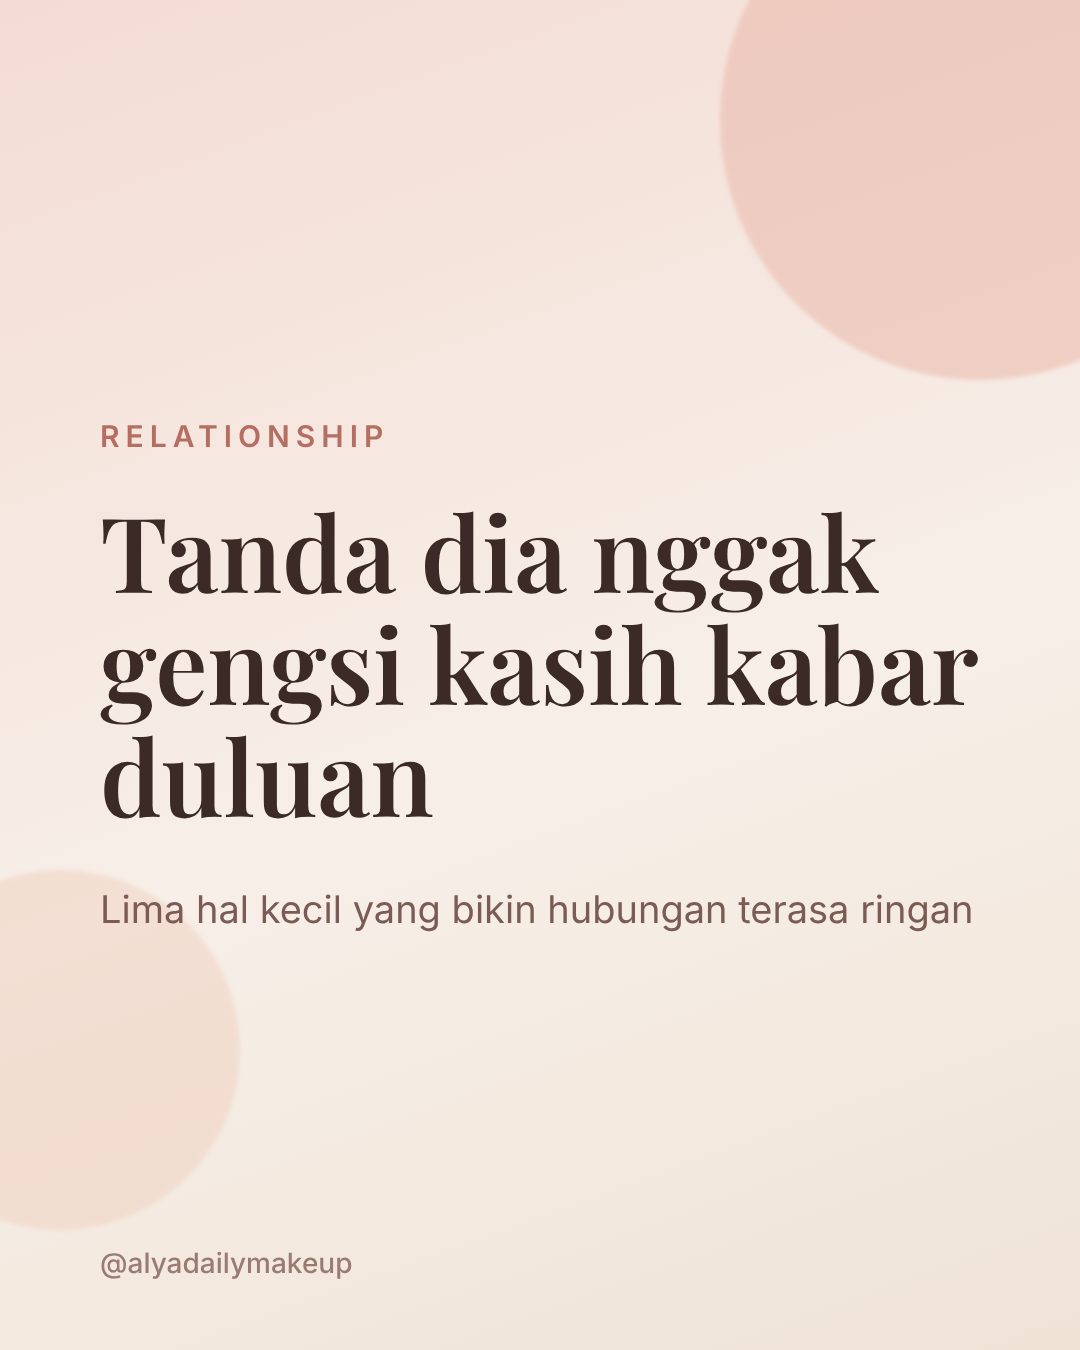 RELATIONSHIP
Tanda dia nggak
gengsi kasih kabar
duluan
Lima hal kecil yang bikin hubungan terasa ringan
@alyadailymakeup